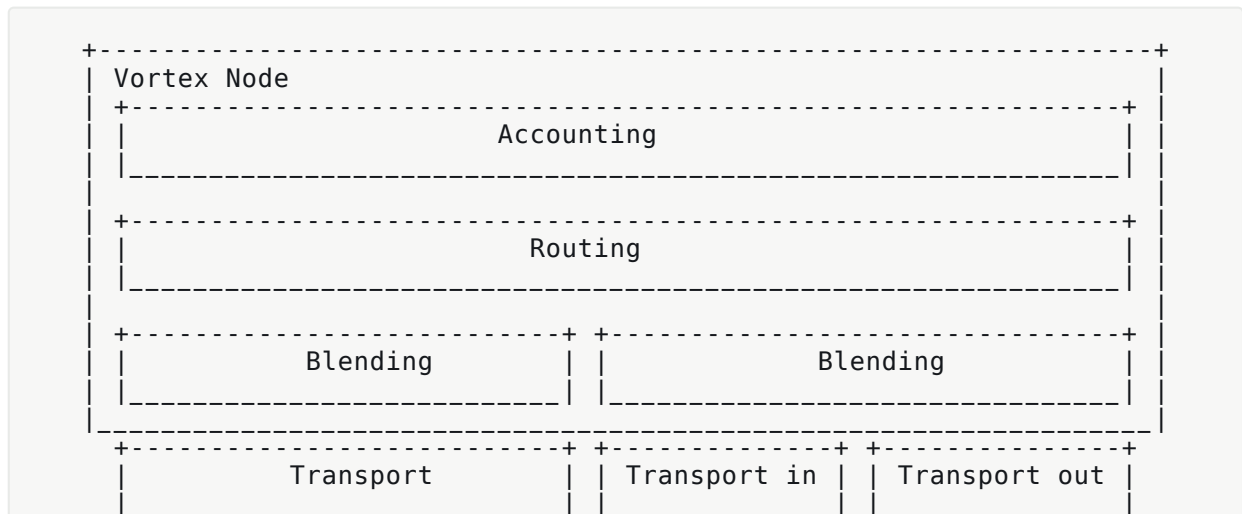 Vortex Node
Accounting
Routing
Blending Blending
Transport Transport in Transport out